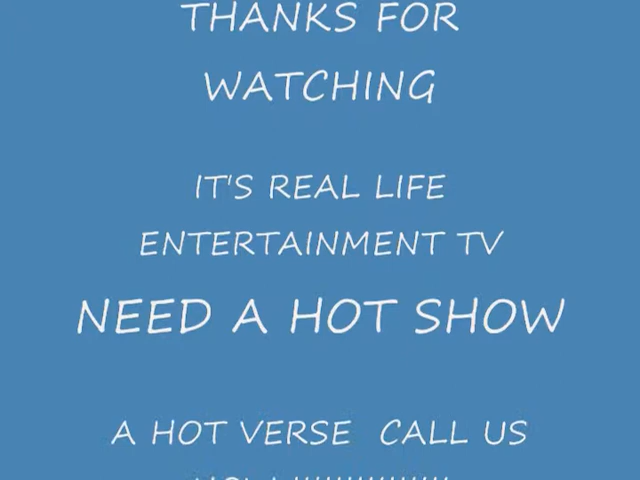 THANKS FOR
WATCHING
IT'S REAL LIFE
ENTERTAINMENT TV
NEED A HOT SHOW
A HOT VERSE CALL US